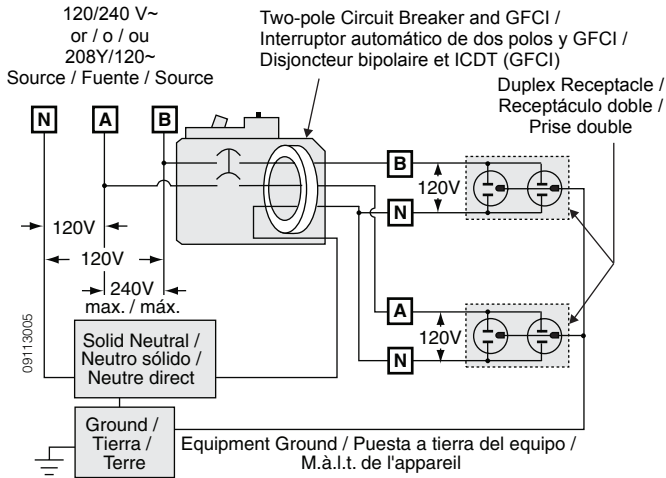 120/240 V~
or / o / ou
208Y/120~
Source / Fuente / Source
Two-pole Circuit Breaker and GFCI /
Interruptor automático de dos polos y GFCI /
Disjoncteur bipolaire et ICDT (GFCI)
Duplex Receptacle /
Receptáculo doble /
Prise double
N
A
B
B
120V
N
120V
120V
240V
max. / máx.
A
120V
N
09113005
Solid Neutral /
Neutro sólido /
Neutre direct
Ground /
Tierra /
Terre
Equipment Ground / Puesta a tierra del equipo /
M.à.l.t. de l'appareil